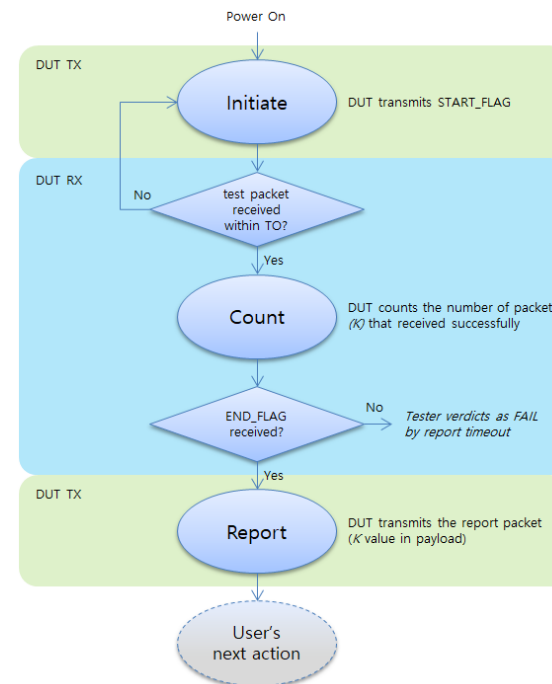 Power On
DUT TX
Initiate
DUT transmits START_FLAG
DUT RX
No
test packet
received
within TO?
Yes
Count
DUT counts the number of packet
(K) that received successfully
END_FLAG
received?
No
Tester verdicts as FAIL
by report timeout
Yes
DUT TX
Report
DUT transmits the report packet
(K value in payload)
User's
next action